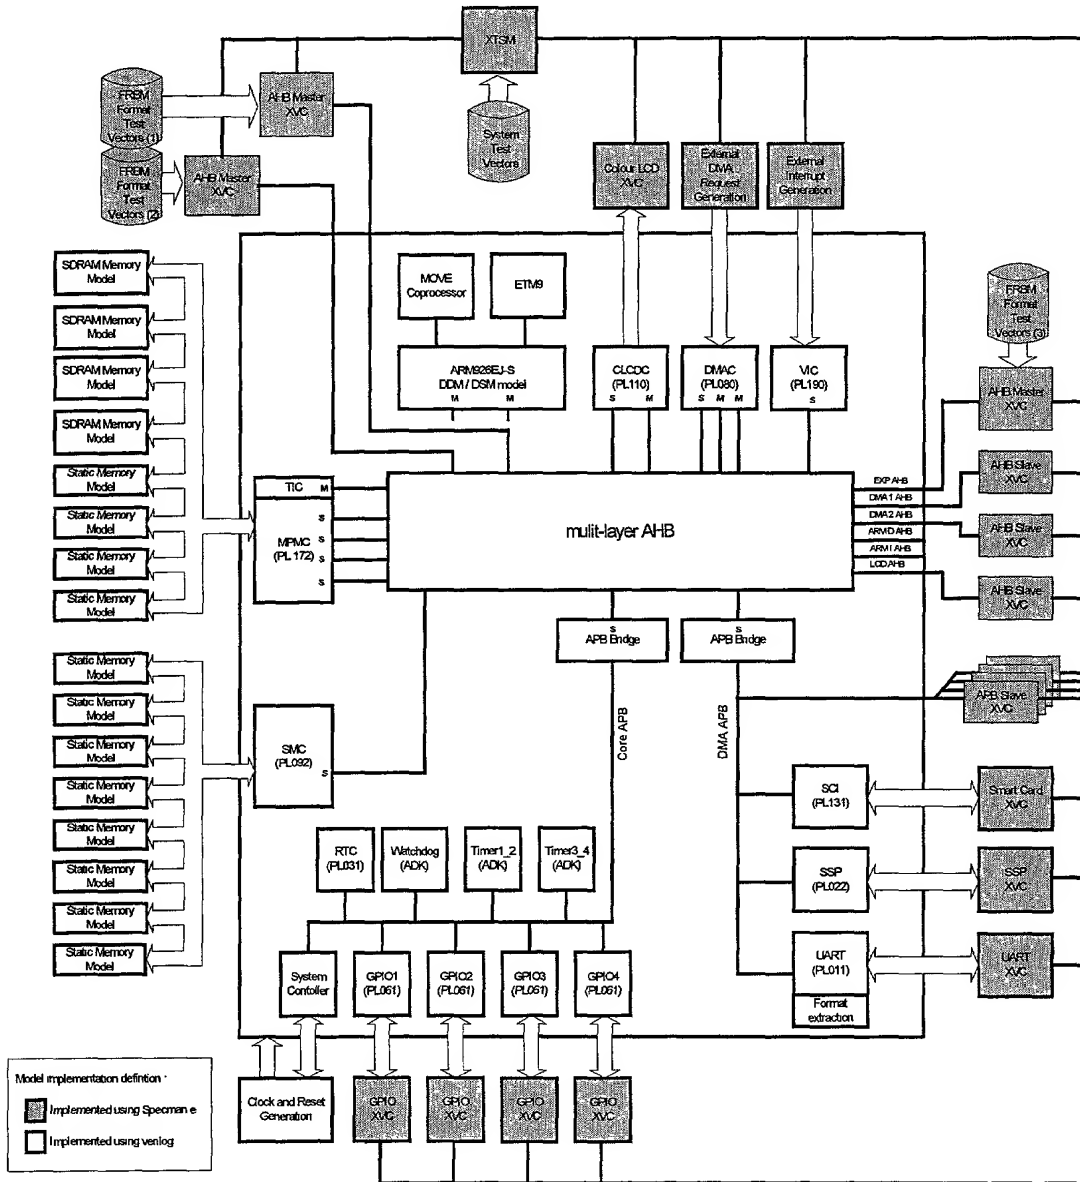 XTSM
FRBM
Format
Test
Vectors (1)
AHB Master
XVC
System
Test
Vectors
FRBM
Format
Test
Vectors (2)
AHB Master
XVC
Colour LCD
XVC
External
DMA
Request
Generation
External
Interrupt
Generation
SDRAM Memory
Model
SDRAM Memory
Model
SDRAM Memory
Model
SDRAM Memory
Model
Static Memory
Model
Static Memory
Model
Static Memory
Model
Static Memory
Model
MOVE
Coprocessor
ETM9
ARM926EJ-S
DDM / DSM model
M M
CLCDC
(PL110)
S M
DMAC
(PL080)
S M M
VIC
(PL190)
S
FRBM
Format
Test
Vectors (3)
AHB Master
XVC
AHB Slave
XVC
AHB Slave
XVC
AHB Slave
XVC
TIC M
MPMC
(PL172)
S
S
S
S
mulit-layer AHB
EXP AHB
DMA1 AHB
DMA2 AHB
ARM D AHB
ARM I AHB
LCD AHB
S
APB Bridge
S
APB Bridge
Static Memory
Model
Static Memory
Model
Static Memory
Model
Static Memory
Model
Static Memory
Model
Static Memory
Model
Static Memory
Model
Static Memory
Model
SMC
(PL092)
S
Core APB
DMA APB
APB Slave
XVC
SCI
(PL131)
Smart Card
XVC
SSP
(PL022)
SSP
XVC
UART
(PL011)
Format
extraction
UART
XVC
RTC
(PL031)
Watchdog
(ADK)
Timer1_2
(ADK)
Timer3_4
(ADK)
System
Contoller
GPIO1
(PL061)
GPIO2
(PL061)
GPIO3
(PL061)
GPIO4
(PL061)
Clock and Reset
Generation
GPIO
XVC
GPIO
XVC
GPIO
XVC
GPIO
XVC
Model implementation definition :
Implemented using Specman e
Implemented using verilog